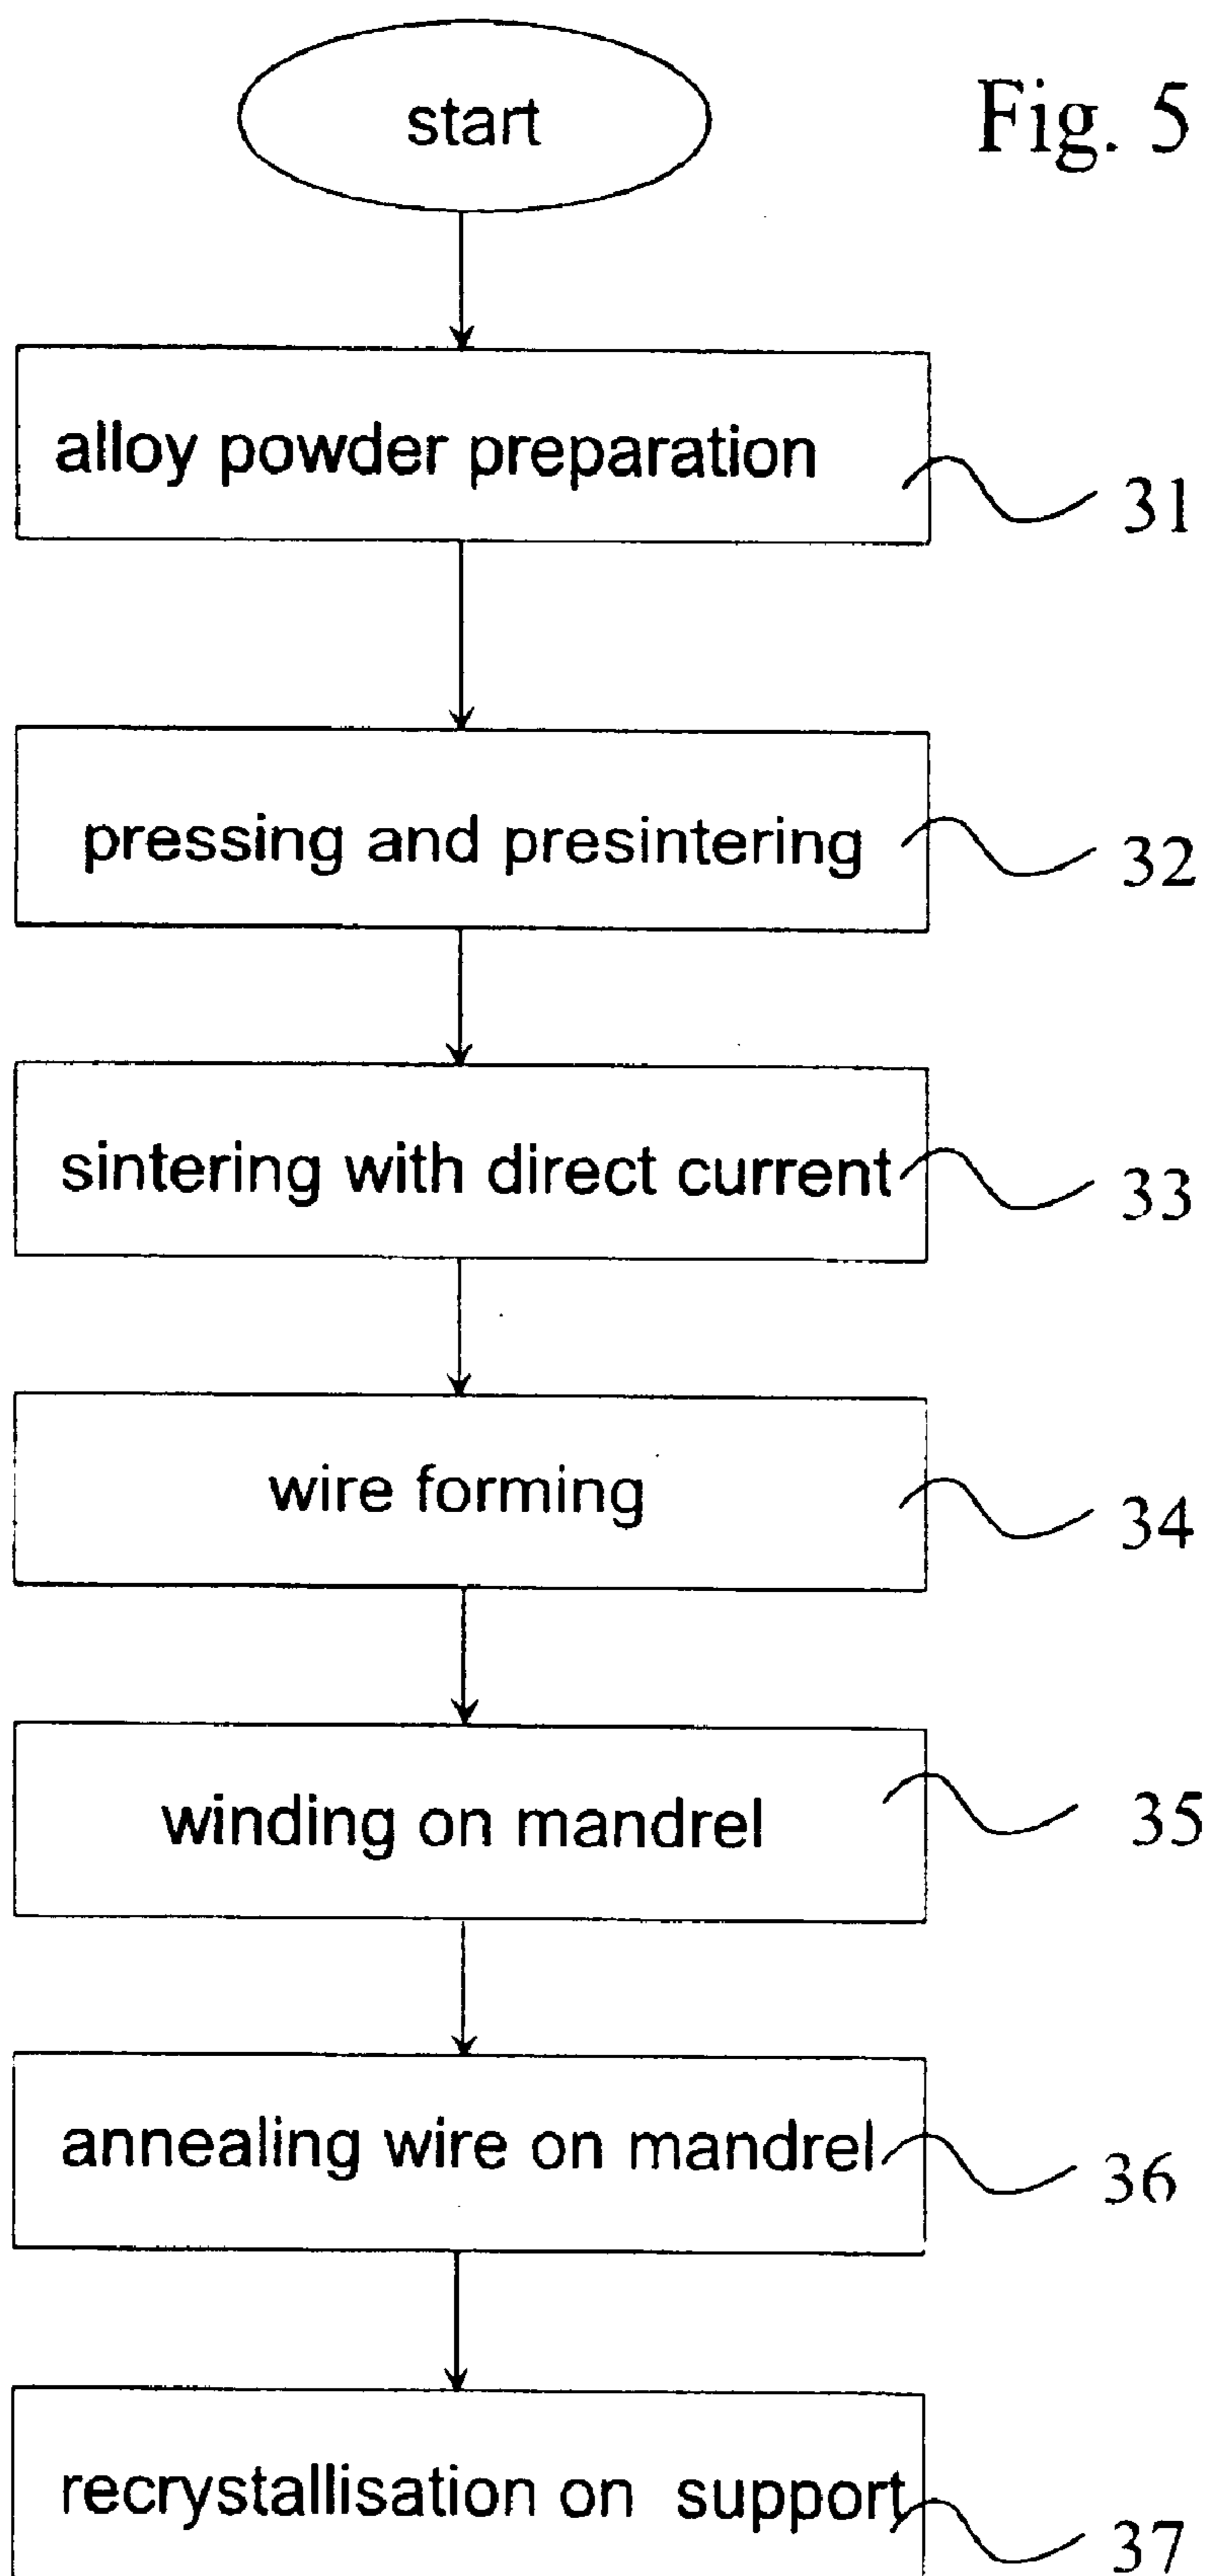 start
Fig. 5
alloy powder preparation
31
pressing and presintering
32
sintering with direct current
33
wire forming
34
winding on mandrel
35
annealing wire on mandrel
36
recrystallisation on support
37